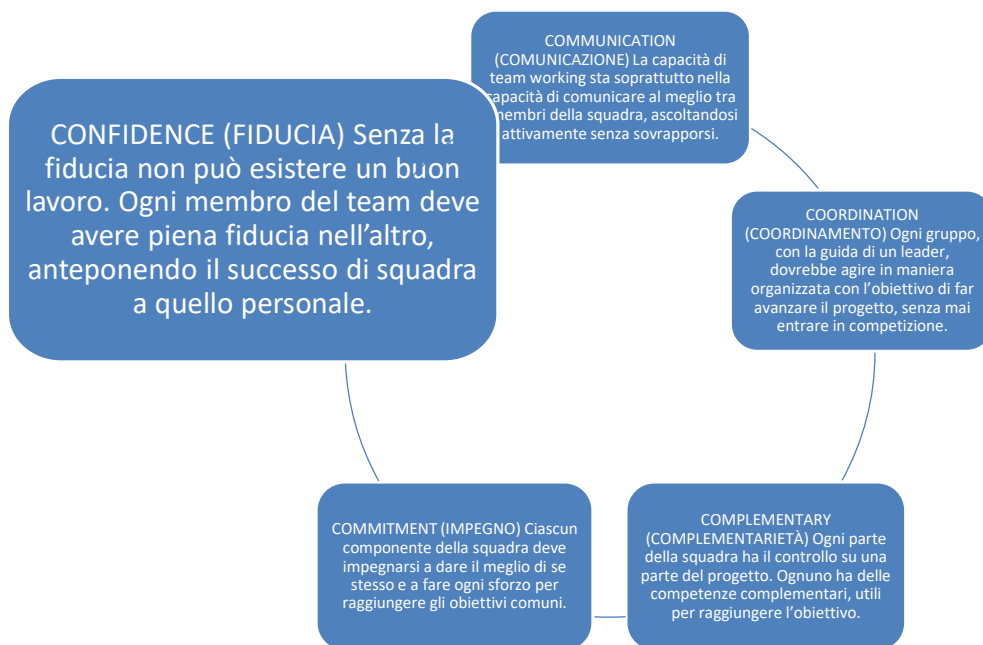 COMMUNICATION
(COMUNICAZIONE) La capacità di
team working sta soprattutto nella
capacità di comunicare al meglio tra
membri della squadra, ascoltandosi
attivamente senza sovrapporsi.
CONFIDENCE (FIDUCIA) Senza la
fiducia non può esistere un buon
lavoro. Ogni membro del team deve
avere piena fiducia nell'altro,
anteponendo il successo di squadra
a quello personale.
COORDINATION
(COORDINAMENTO) Ogni gruppo,
con la guida di un leader,
dovrebbe agire in maniera
organizzata con l'obiettivo di far
avanzare il progetto, senza mai
entrare in competizione.
COMPLEMENTARY
(COMPLEMENTARIETÀ) Ogni parte
della squadra ha il controllo su una
parte del progetto. Ognuno ha delle
competenze complementari, utili
per raggiungere l'obiettivo.
COMMITMENT (IMPEGNO) Ciascun
componente della squadra deve
impegnarsi a dare il meglio di se
stesso e a fare ogni sforzo per
raggiungere gli obiettivi comuni.